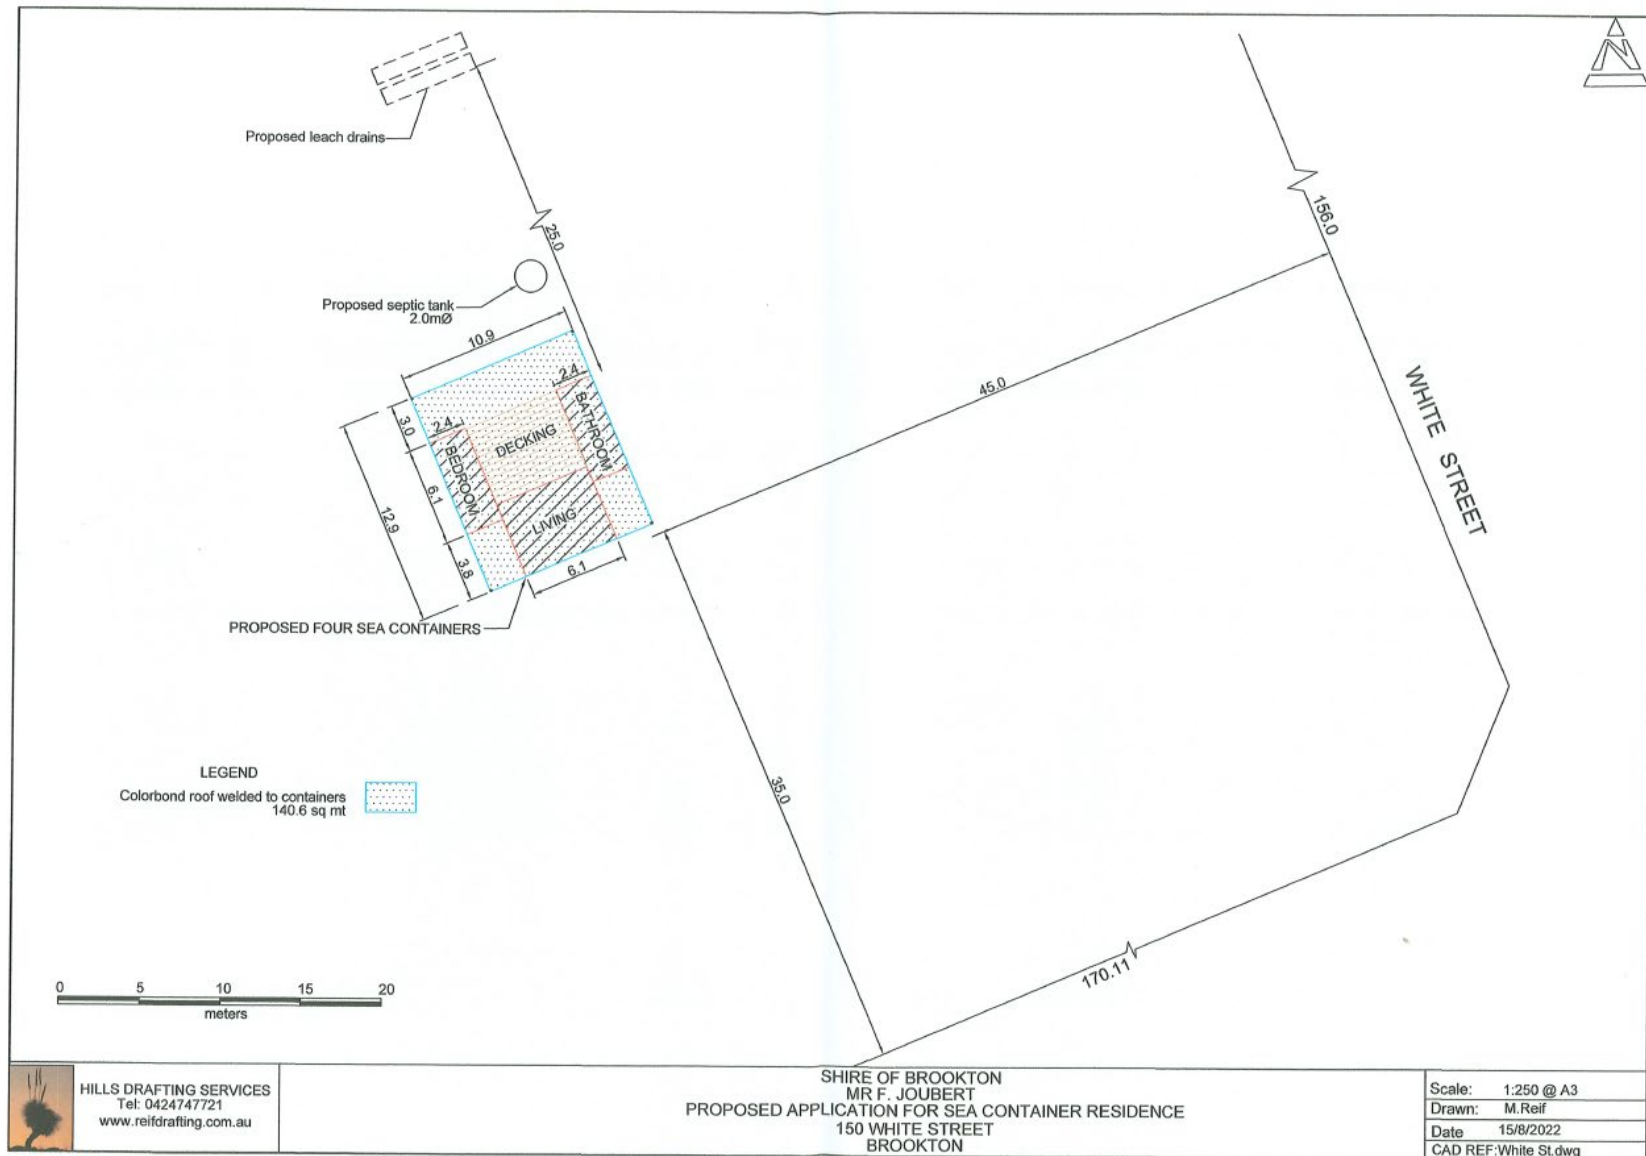 N
Proposed leach drains
25.0
156.0
Proposed septic tank
2.0mØ
10.9
45.0
WHITE STREET
2.4
BATHROOM
3.0
2.4
DECKING
BEDROOM
6.1
12.9
LIVING
3.8
6.1
PROPOSED FOUR SEA CONTAINERS
LEGEND
Colorbond roof welded to containers
140.6 sq mt
35.0
170.11
0 5 10 15 20
meters
HILLS DRAFTING SERVICES
Tel: 0424747721
www.reifdrafting.com.au
SHIRE OF BROOKTON
MR F. JOUBERT
PROPOSED APPLICATION FOR SEA CONTAINER RESIDENCE
150 WHITE STREET
BROOKTON
Scale: 1:250 @ A3
Drawn: M.Reif
Date 15/8/2022
CAD REF:White St.dwg